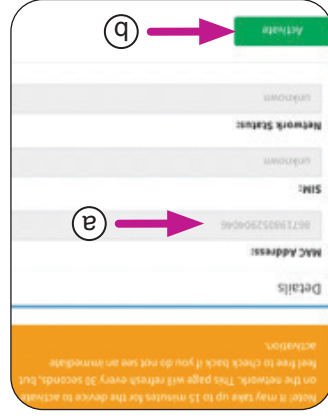 Note! It may take up to 15 minutes for the device to activate
on the network. This page will refresh every 30 seconds, but
feel free to check back if you do not see an immediate
activation.
Details
MAC Address:
867198052904046
a
SIM:
unknown
Network Status:
unknown
Activate
b